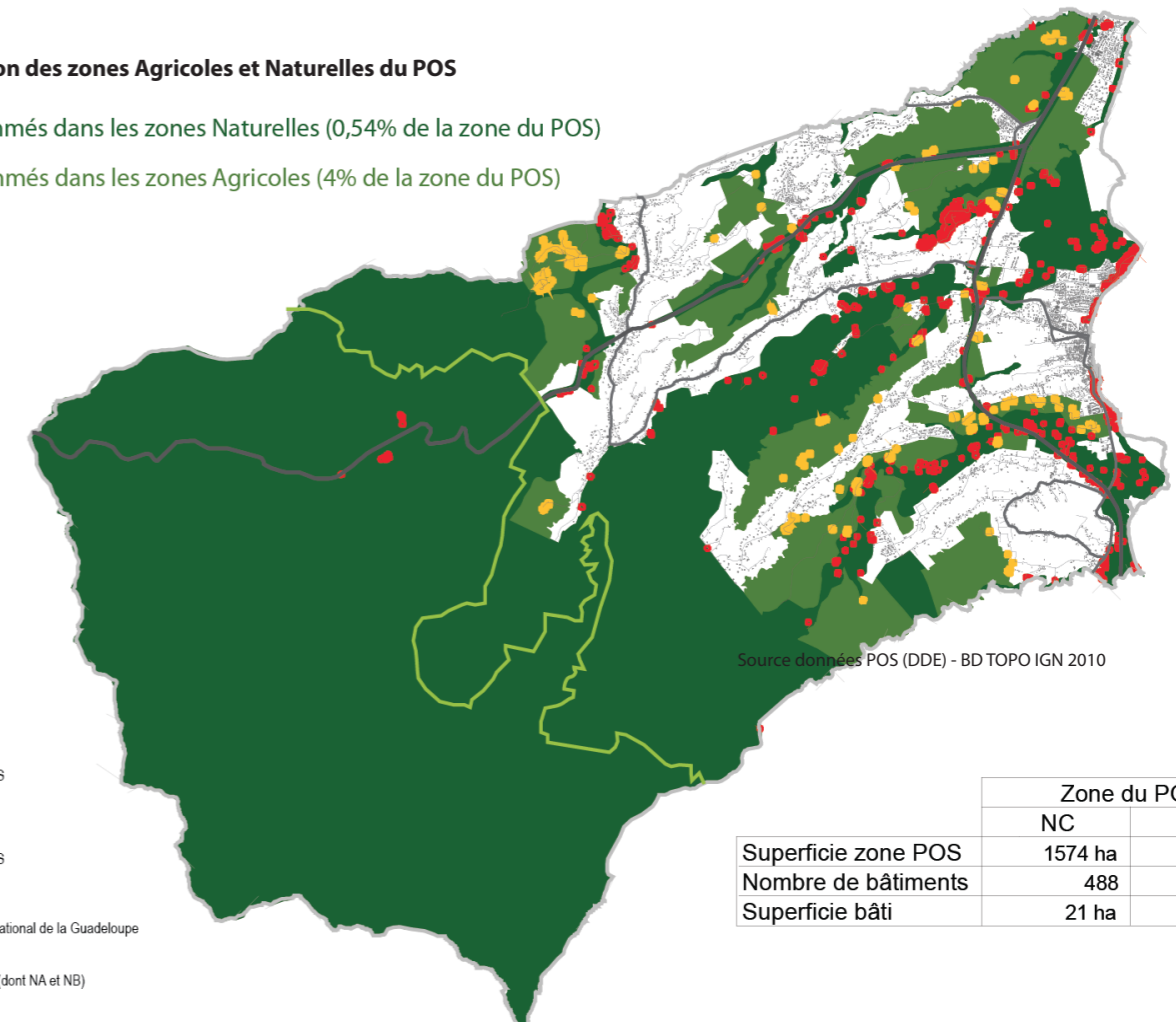 on des zones Agricoles et Naturelles du POS
més dans les zones Naturelles (0,54% de la zone du POS)
més dans les zones Agricoles (4% de la zone du POS)
Source données POS (DDE) - BD TOPO IGN 2010
S
S
ational de la Guadeloupe
(dont NA et NB)
Zone du PO
NC
Superficie zone POS 1574 ha
Nombre de bâtiments 488
Superficie bâti 21 ha